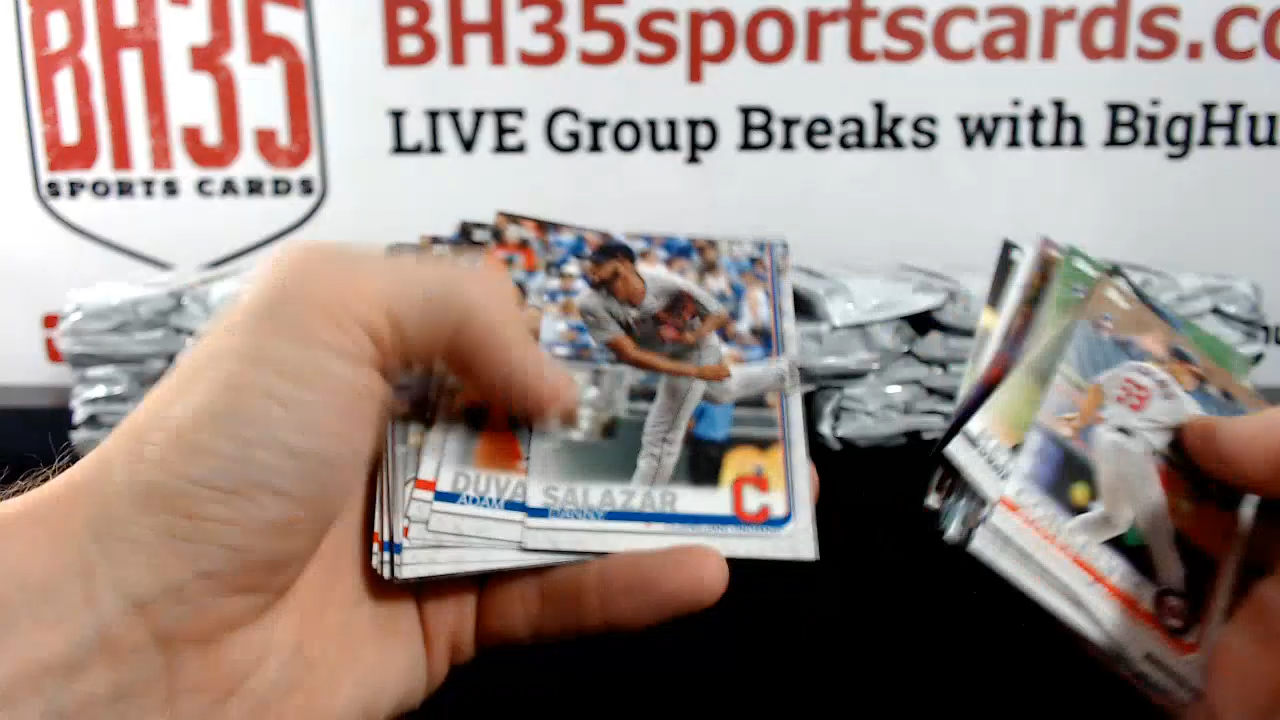 BH35
SPORTS CARDS
BH35sportscards.co
LIVE Group Breaks with BigHu
DUVA
ADAM
SALAZAR
DANNY
C